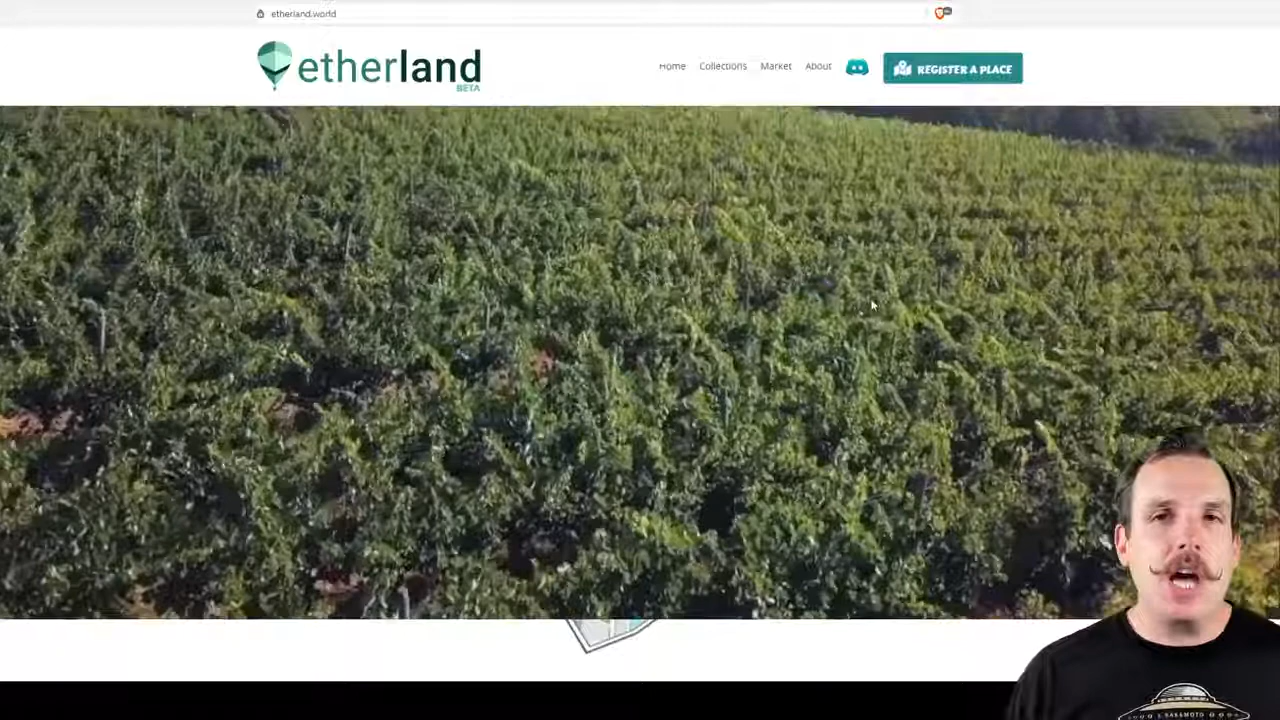 etherland.world
etherland
BETA
Home
Collections
Market
About
REGISTER A PLACE